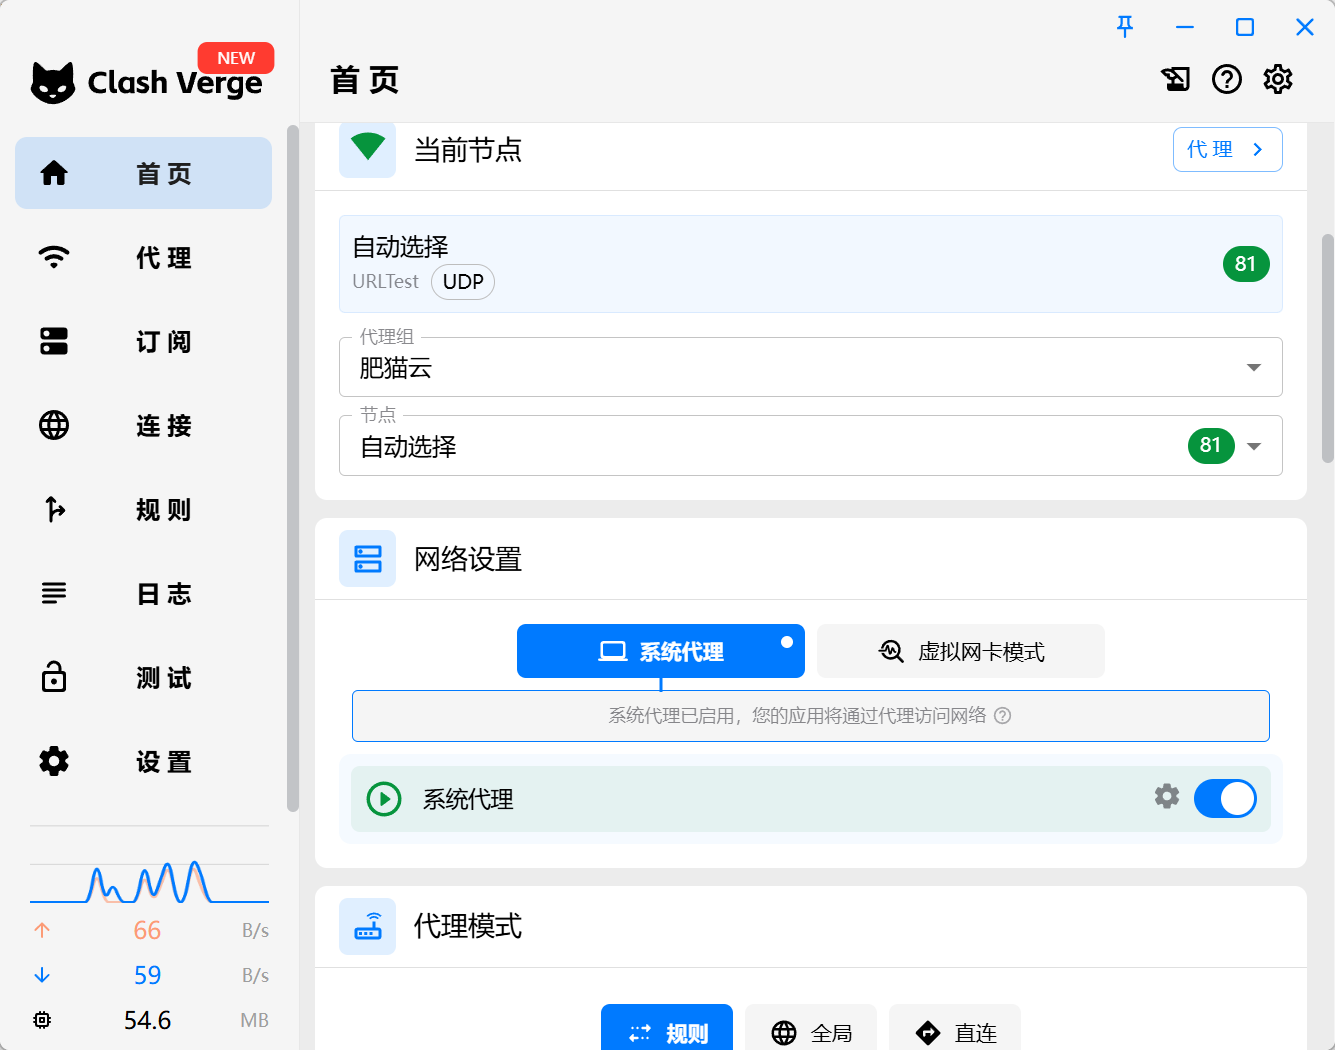 NEW
Clash Verge
首页
代理
订阅
连接
规则
日志
测试
设置
66 B/s
59 B/s
54.6 MB
首页
当前节点
代理
自动选择
URLTest UDP
81
代理组
肥猫云
节点
自动选择
81
网络设置
系统代理
虚拟网卡模式
系统代理已启用，您的应用将通过代理访问网络
系统代理
代理模式
规则
全局
直连